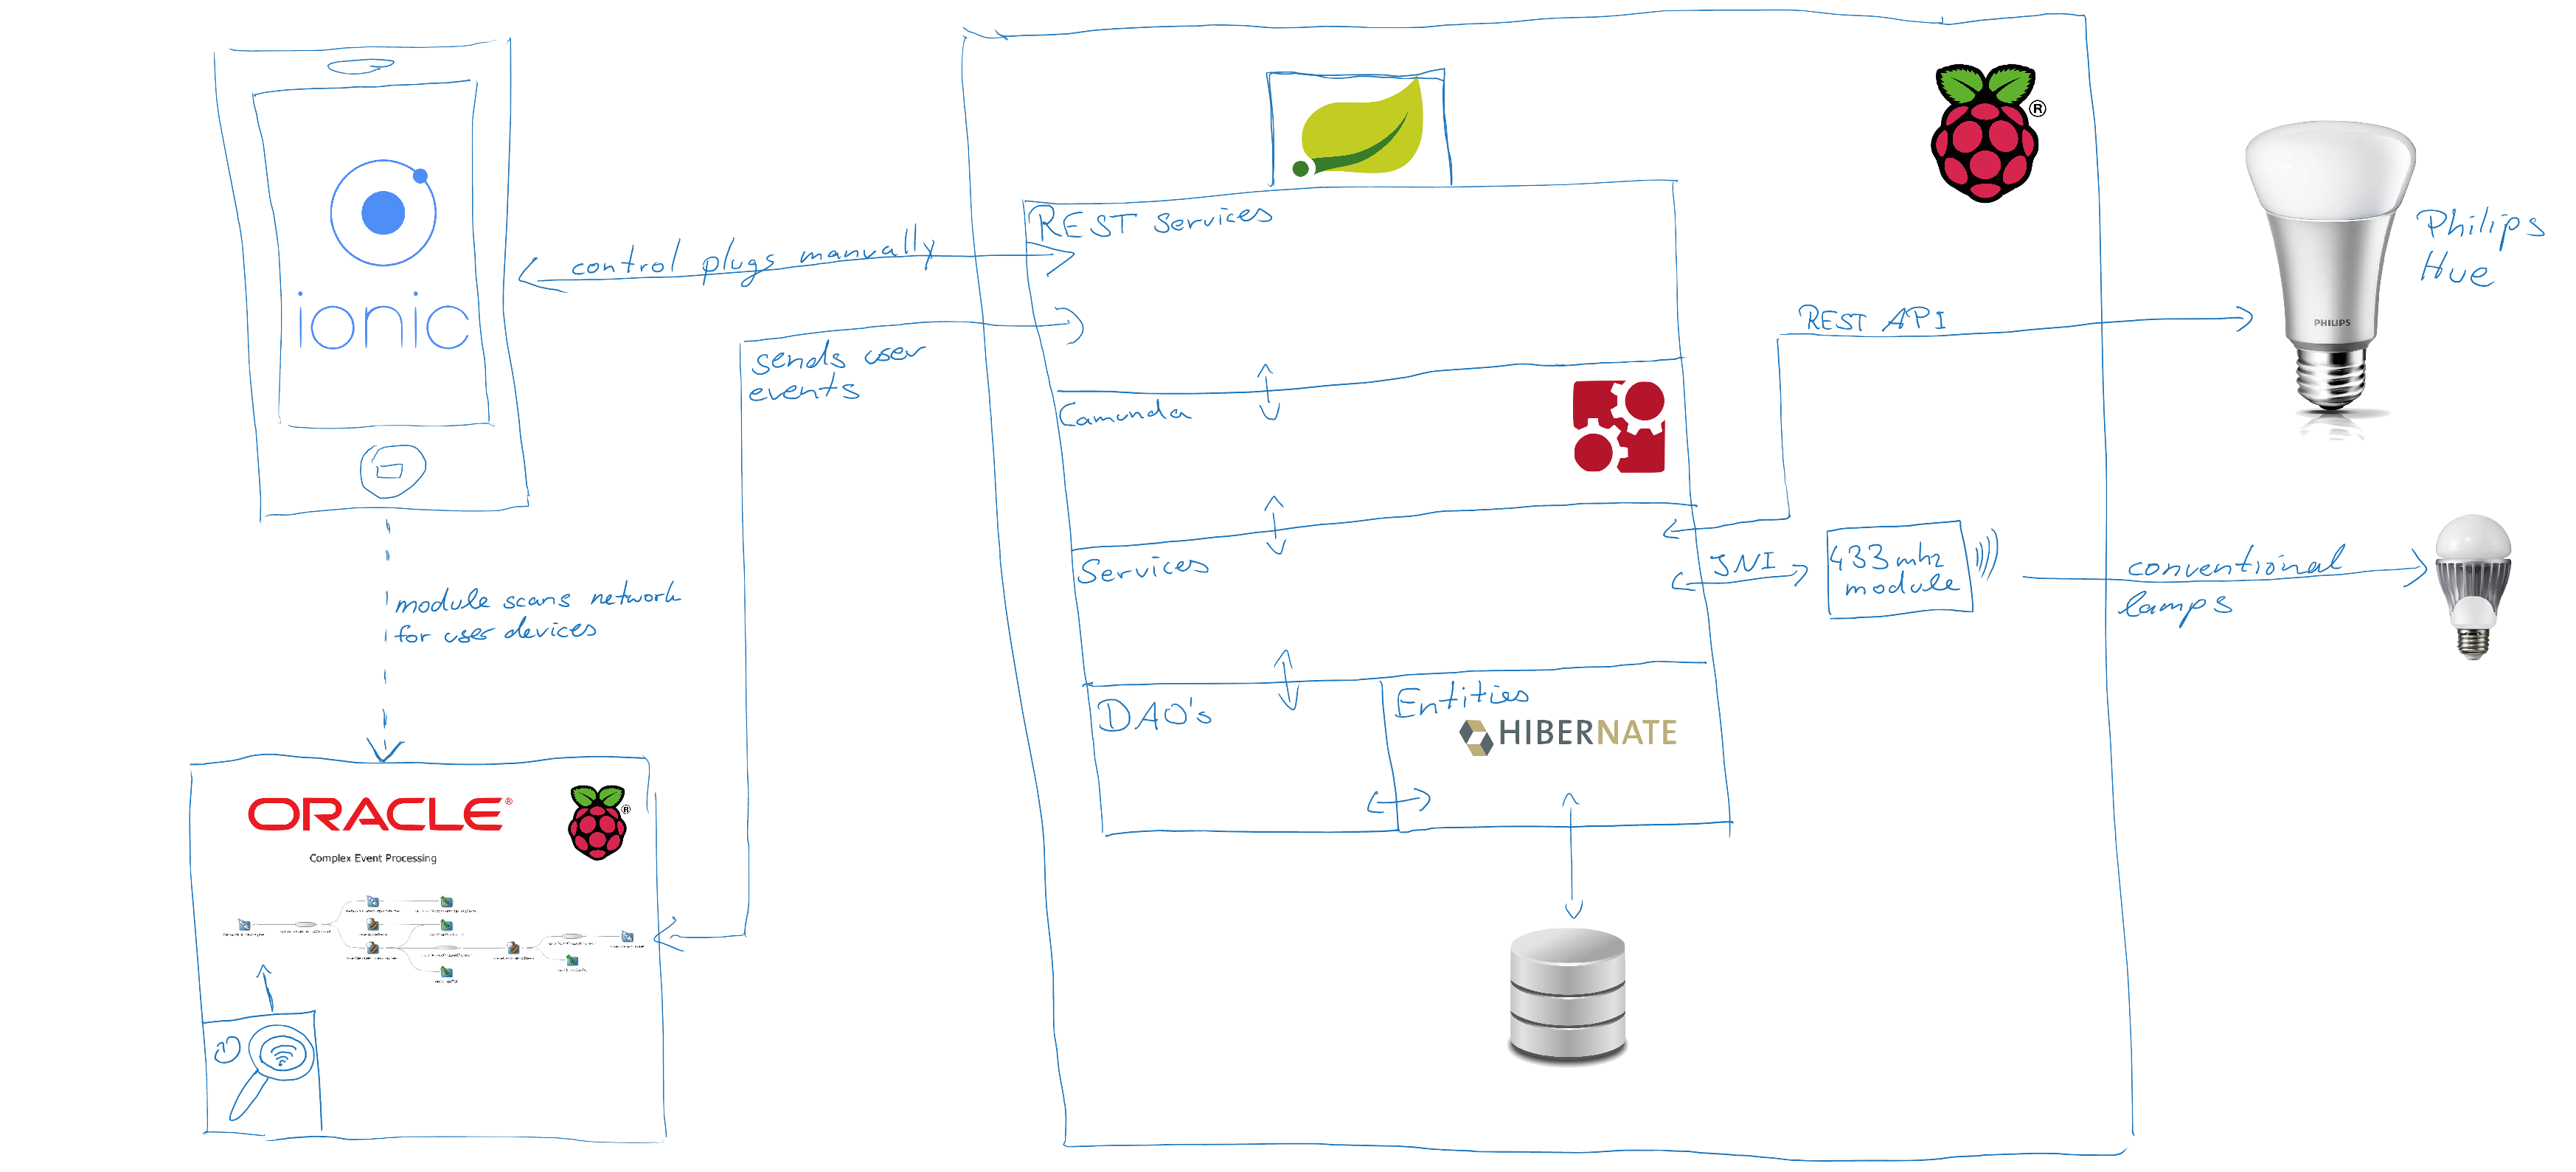 ionic
control plugs manually
sends user
events
module scans network
for user devices
ORACLE®
Complex Event Processing
REST Services
Camunda
Services
DAO's
Entities
HIBERNATE
®
®
REST API
JNI
433 mhz
module
PHILIPS
Philips
Hue
conventional
lamps